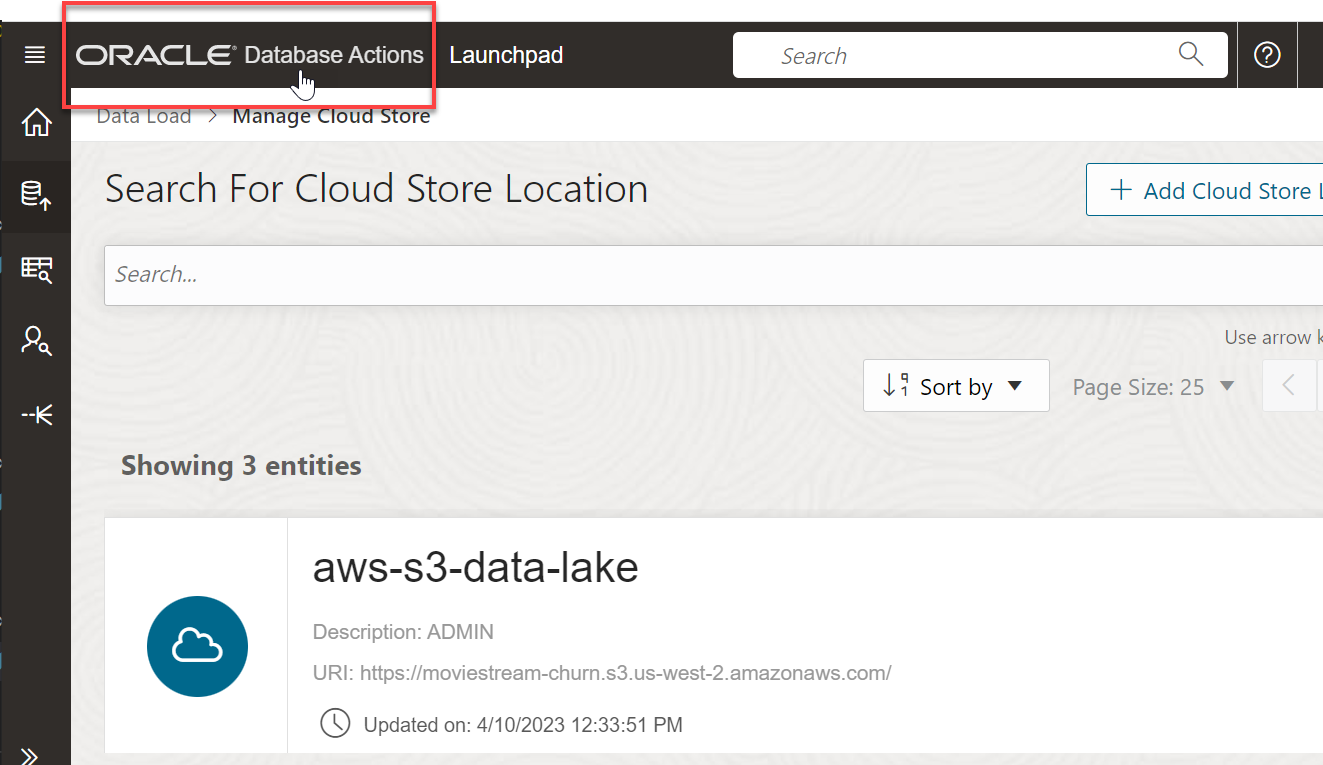 ORACLE® Database Actions Launchpad Search
Data Load > Manage Cloud Store
Search For Cloud Store Location
+ Add Cloud Store L
Search...
Use arrow k
Sort by Page Size: 25
Showing 3 entities
aws-s3-data-lake
Description: ADMIN
URI: https://moviestream-churn.s3.us-west-2.amazonaws.com/
Updated on: 4/10/2023 12:33:51 PM